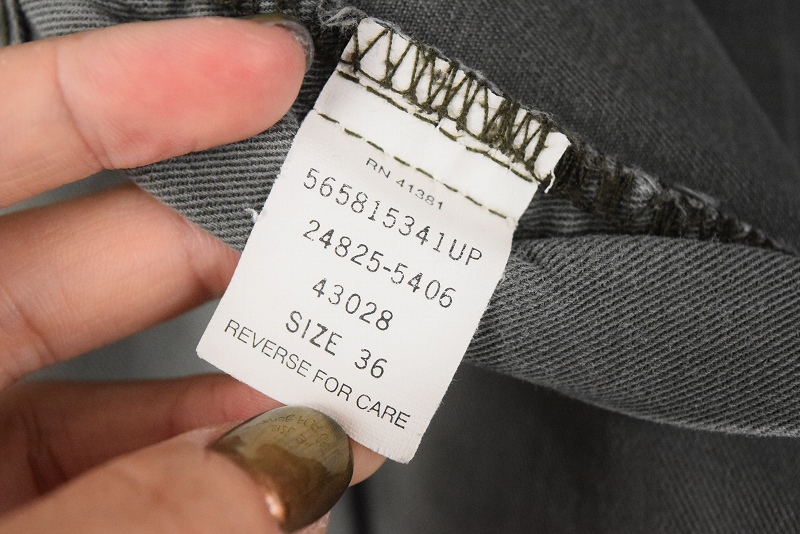 RN 41381
565815341UP
24825-5406
43028
SIZE 36
REVERSE FOR CARE